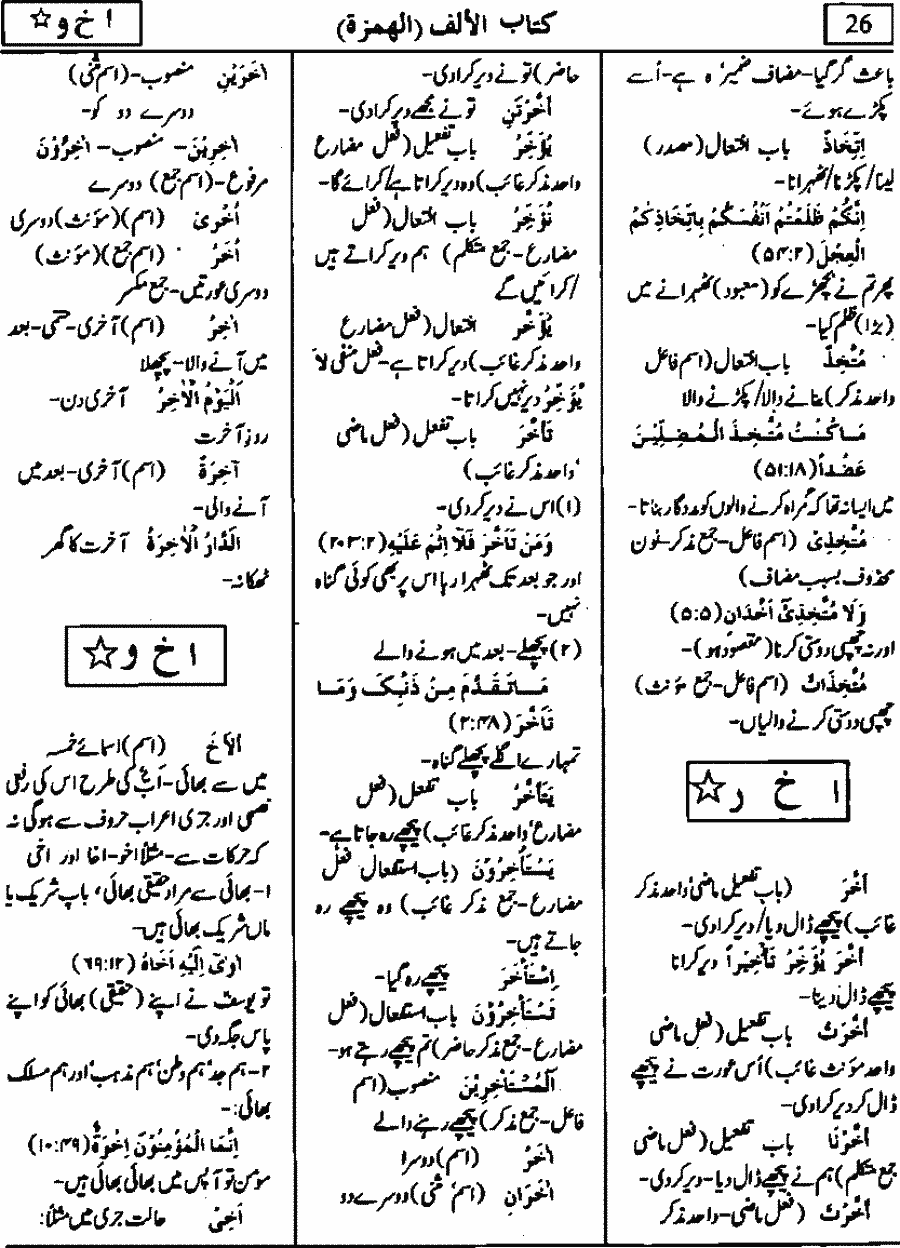 26
کتاب الألف (الهمزة)
ا خ و ☆
باعث گر گیا-مضاف ضمیر ہ ہے-اُسے
پکڑے ہوئے-
اِتِّخَاذٌ باب افتعال(مصدر)
لینا/پکڑنا/ٹھہرانا-
اِنَّكُمْ ظَلَمْتُمْ اَنْفُسَكُمْ بِاتِّخَاذِكُمُ
الْعِجْلَ(۵۴:۲)
پھر تم نے بچھڑے کو(معبود)ٹھہرانے میں
(بڑا)ظلم کیا-
مُتَّخِذٌ باب افتعال(اسم فاعل
واحد مذکر)بنانے والا/پکڑنے والا
مَاكُنْتُ مُتَّخِذَ الْمُضِلِّيْنَ
عَضُداً(۵۱:۱۸)
میں ایسا نہ تھا کہ گمراہ کرنے والوں کو مددگار بناتا-
مُتَّخِذِیْ (اسم فاعل-جمع مذکر-نون
محذوف بسبب مضاف)
وَلَا مُتَّخِذِیْٓ اَخْدَانٍ(۵:۵)
اور نہ چھپی دوستی کرنا(مقصود ہو)-
مُتَّخِذَاتٌ (اسم فاعل-جمع مؤنث)
چھپی دوستی کرنے والیاں-
ا خ ر ☆
اَخَّرَ (باب تفعیل ماضی'واحد مذکر
غائب)پیچھے ڈال دیا/دیر کرا دی-
اَخَّرَ يُؤَخِّرُ تَأْخِيْراً دیر کرانا
پیچھے ڈال دینا-
اَخَّرَتْ باب تفعیل(فعل ماضی
واحد مؤنث غائب)اُس عورت نے پیچھے
ڈال کر دیر کرا دی-
اَخَّرْنَا باب تفعیل(فعل ماضی
جمع متکلم)ہم نے پیچھے ڈال دیا-دیر کر دی-
اَخَّرْتَ (فعل ماضی-واحد مذکر
حاضر)تو نے دیر کرا دی-
اَخَّرْتَنِ تو نے مجھے دیر کرا دی-
يُؤَخِّرُ باب تفعیل(فعل مضارع
واحد مذکر غائب)وہ دیر کراتا ہے/کرائے گا-
نُؤَخِّرُ باب افتعال(فعل
مضارع-جمع متکلم) ہم دیر کراتے ہیں
/کرائیں گے
يُؤَخَّرُ افتعال(فعل مضارع
واحد مذکر غائب)دیر کراتا ہے-فعل منفی لَا
يُؤَخِّرُ دیر نہیں کراتا-
تَأَخَّرَ باب تفعل(فعل ماضی
'واحد مذکر غائب)
(۱)اس نے دیر کر دی-
وَمَنْ تَاَخَّرَ فَلَا اِثْمَ عَلَيْهِ(۲۰۳:۲)
اور جو بعد تک ٹھہرا رہا اس پر بھی کوئی گناہ
نہیں-
(۲)پچھلے-بعد میں ہونے والے
مَاتَقَدَّمَ مِنْ ذَنْبِكَ وَمَا
تَاَخَّرَ(۲:۴۸)
تمہارے اگلے پچھلے گناہ-
يَتَأَخَّرُ باب تفعل(فعل
مضارع'واحد مذکر غائب)پیچھے رہ جاتا ہے-
يَسْتَأْخِرُوْنَ (باب استفعال فعل
مضارع-جمع مذکر غائب) وہ پیچھے رہ
جاتے ہیں-
اِسْتَأْخَرَ پیچھے رہ گیا-
تَسْتَأْخِرُوْنَ باب استفعال(فعل
مضارع-جمع مذکر حاضر)تم پیچھے رہتے ہو-
اَلْمُسْتَاْخِرِيْنَ منصوب(اسم
فاعل-جمع مذکر)پیچھے رہنے والے
اٰخَرُ (اسم)دوسرا
اٰخَرَانِ (اسم'مثنی)دوسرے دو
اٰخَرَيْنِ منصوب-(اسم مثنی)
دوسرے دو کو-
اٰخِرِيْنَ- منصوب-اٰخِرُوْنَ
مرفوع-(اسم جمع)دوسرے
اُخْرٰی (اسم)(مؤنث)دوسری
اُخَرُ (اسم جمع)(مؤنث)
دوسری عورتیں-جمع مکسر
اٰخِرُ (اسم)آخری-حتمی-بعد
میں آنے والا-پچھلا
اَلْيَوْمُ الْاٰخِرُ آخری دن-
روزِ آخرت
آخِرَةٌ (اسم)آخری-بعد میں
آنے والی-
اَلدَّارُ الْاٰخِرَةُ آخرت کا گھر
ٹھکانہ-
ا خ و ☆
اَلْاَخُ (اسم)اسمائے خمسہ
میں سے بھائی-اَبٌ کی طرح اس کی رفعی
نصبی اور جری اعراب حروف سے ہوگی نہ
کہ حرکات سے-مثلاً اخو-اخا اور اخی
۱-بھائی سے مراد حقیقی بھائی' باپ شریک یا
ماں شریک بھائی ہیں-
اٰوٰٓی اِلَيْهِ اَخَاهُ(۶۹:۱۲)
تو یوسف نے اپنے(حقیقی)بھائی کو اپنے
پاس جگہ دی-
۲-ہم جد'ہم وطن'ہم مذہب'اور ہم مسلک
بھائی:-
اِنَّمَا الْمُؤْمِنُوْنَ اِخْوَةٌ(۱۰:۴۹)
مومن تو آپس میں بھائی بھائی ہیں-
اَخِیْ حالت جری میں مثلاً: